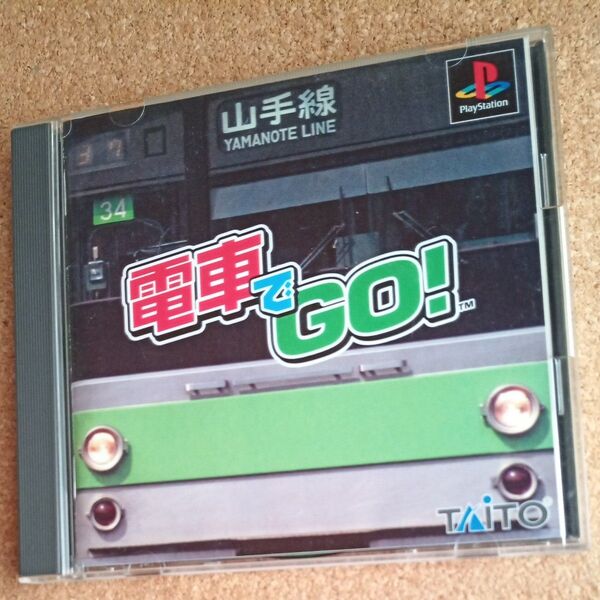 山手線
YAMANOTE LINE
PlayStation
34
電車でGO!™
TAITO